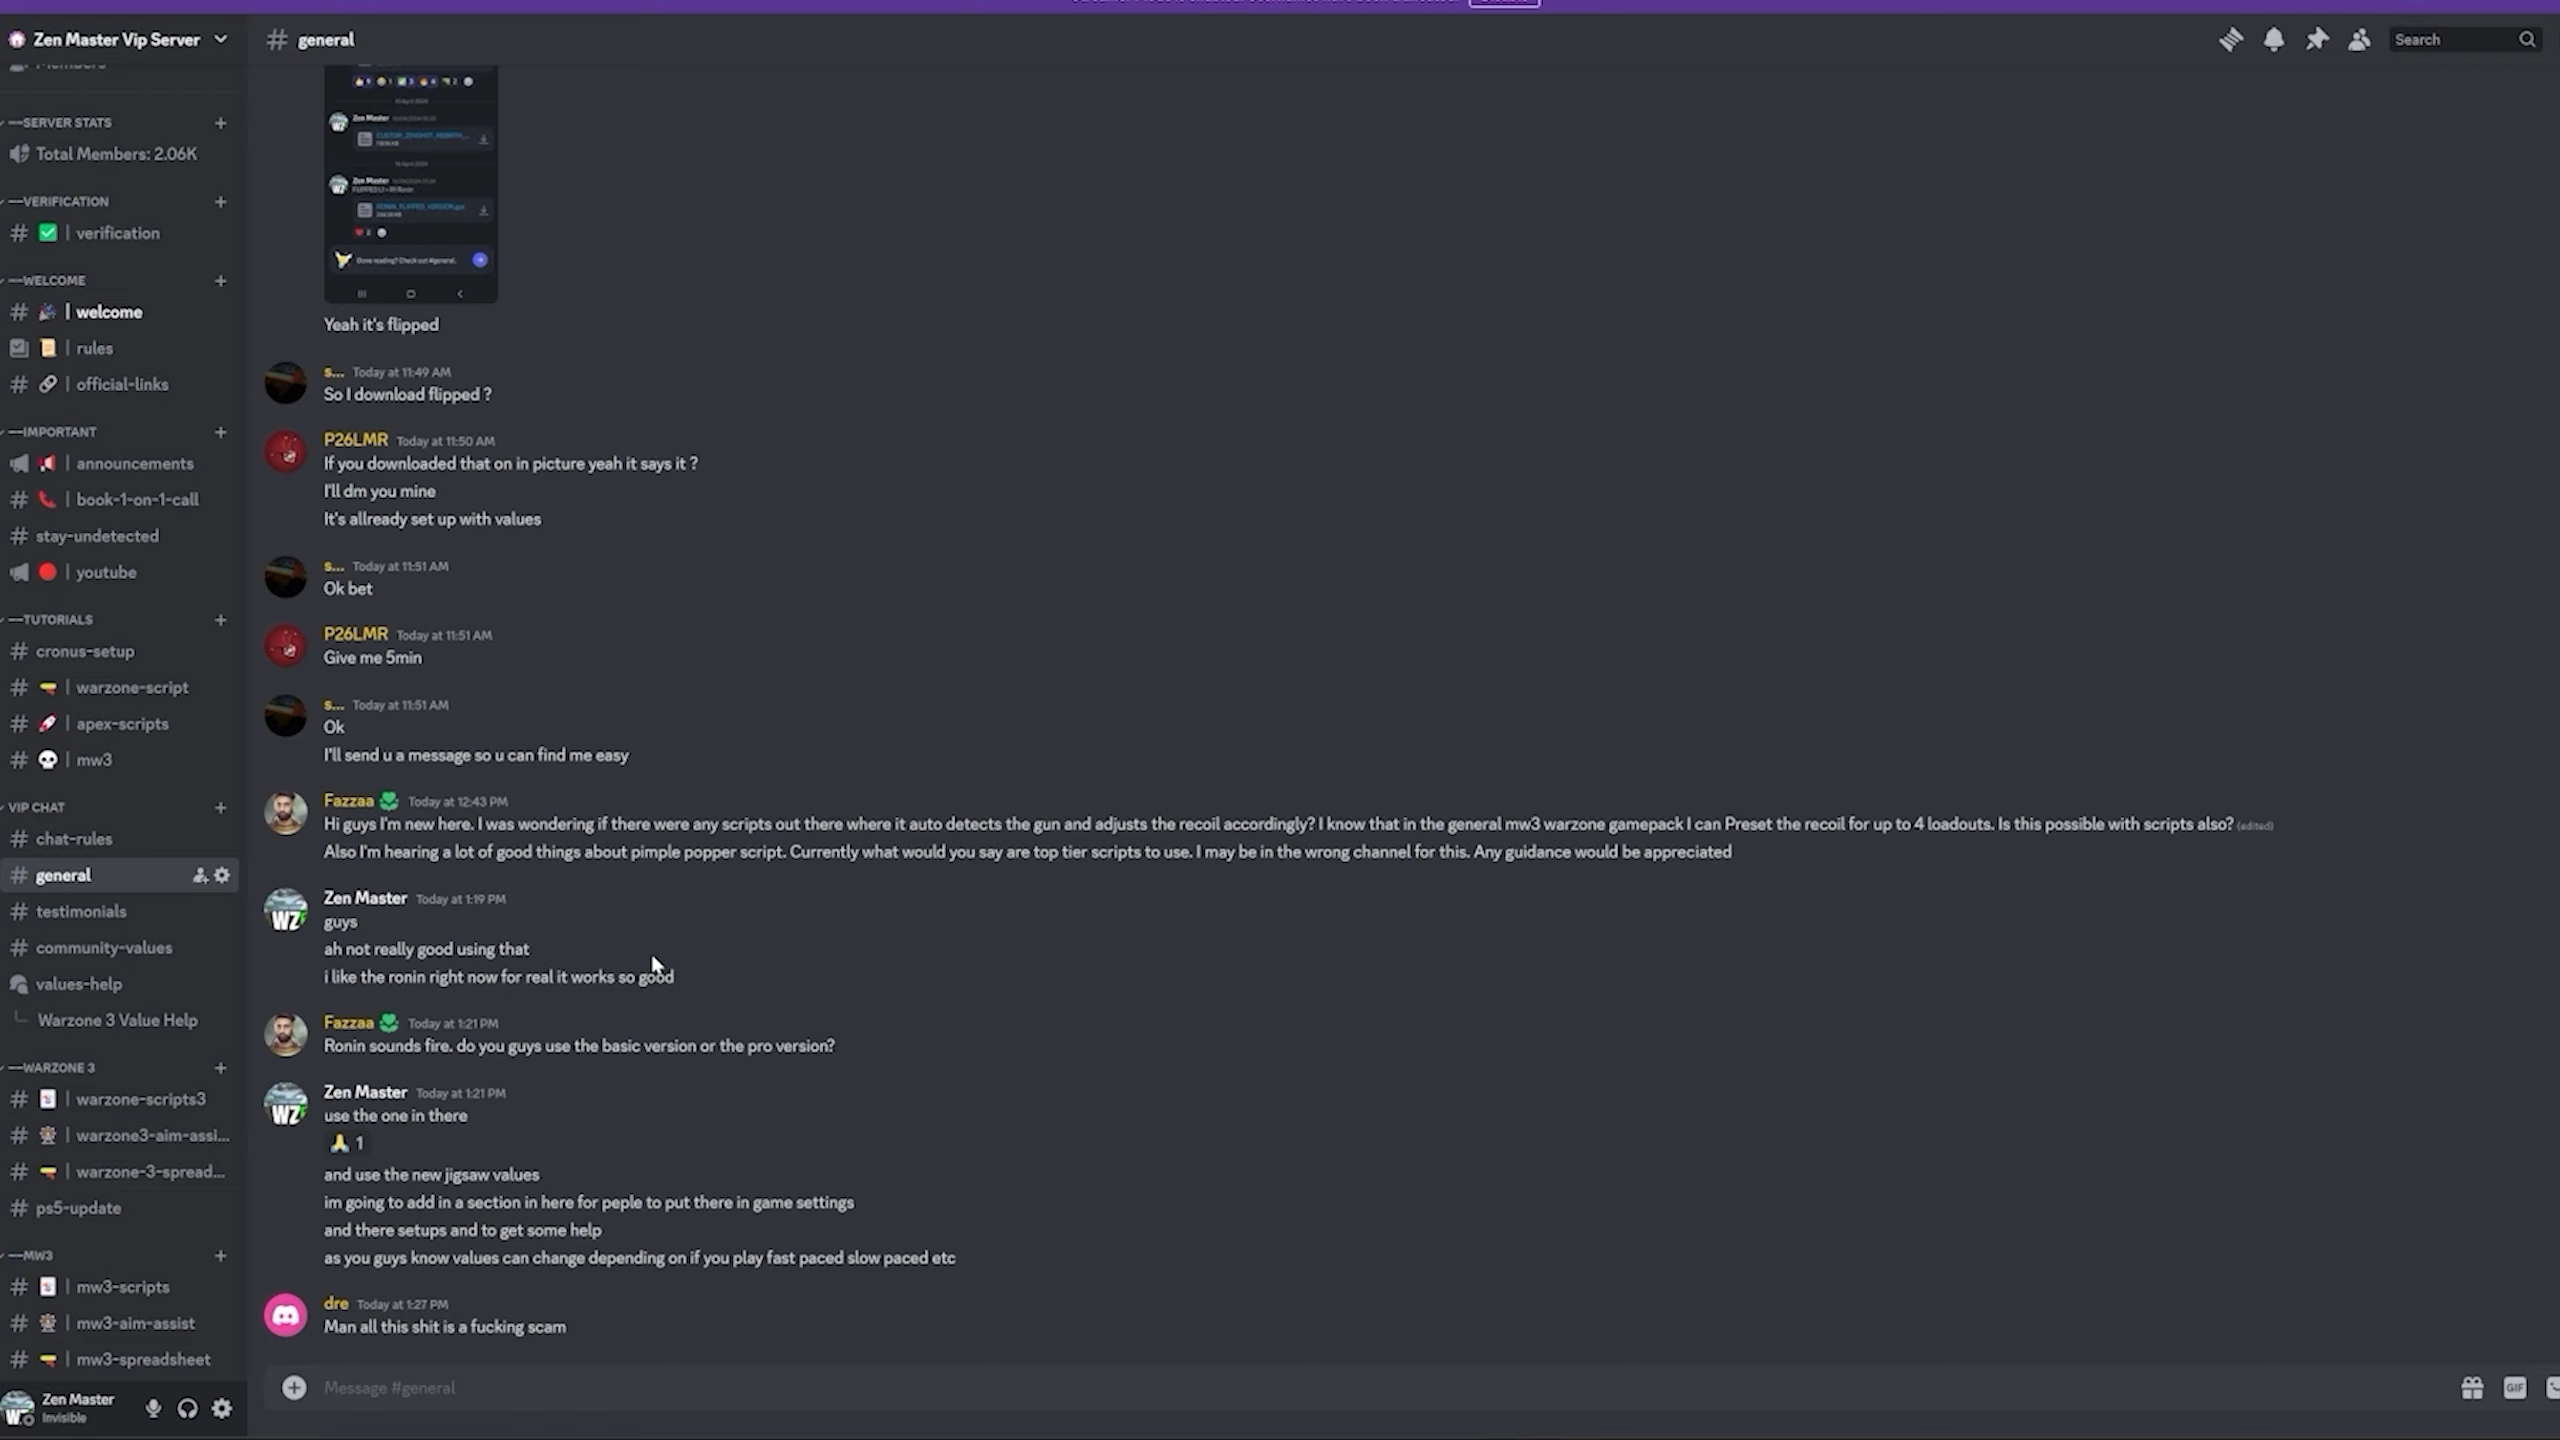 Zen Master Vip Server
general
Search
Members
SERVER STATS
Total Members: 2.06K
VERIFICATION
verification
WELCOME
welcome
rules
official-links
IMPORTANT
announcements
book-1-on-1-call
stay-undetected
youtube
TUTORIALS
cronus-setup
warzone-script
apex-scripts
mw3
VIP CHAT
chat-rules
general
testimonials
community-values
values-help
Warzone 3 Value Help
WARZONE 3
warzone-scripts3
warzone3-aim-assi...
warzone-3-spread...
ps5-update
MW3
mw3-scripts
mw3-aim-assist
mw3-spreadsheet
Zen Master
Invisible
Zen Master
Zen Master
Done reading? Check out #general.
Yeah it's flipped
s... Today at 11:49 AM
So I download flipped ?
P26LMR Today at 11:50 AM
If you downloaded that on in picture yeah it says it ?
I'll dm you mine
It's allready set up with values
s... Today at 11:51 AM
Ok bet
P26LMR Today at 11:51 AM
Give me 5min
s... Today at 11:51 AM
Ok
I'll send u a message so u can find me easy
Fazzaa Today at 12:43 PM
Hi guys I'm new here. I was wondering if there were any scripts out there where it auto detects the gun and adjusts the recoil accordingly? I know that in the general mw3 warzone gamepack I can Preset the recoil for up to 4 loadouts. Is this possible with scripts also? (edited)
Also I'm hearing a lot of good things about pimple popper script. Currently what would you say are top tier scripts to use. I may be in the wrong channel for this. Any guidance would be appreciated
Zen Master Today at 1:19 PM
guys
ah not really good using that
i like the ronin right now for real it works so good
Fazzaa Today at 1:21 PM
Ronin sounds fire. do you guys use the basic version or the pro version?
Zen Master Today at 1:21 PM
use the one in there
1
and use the new jigsaw values
im going to add in a section in here for peple to put there in game settings
and there setups and to get some help
as you guys know values can change depending on if you play fast paced slow paced etc
dre Today at 1:27 PM
Man all this shit is a fucking scam
Message #general
GIF